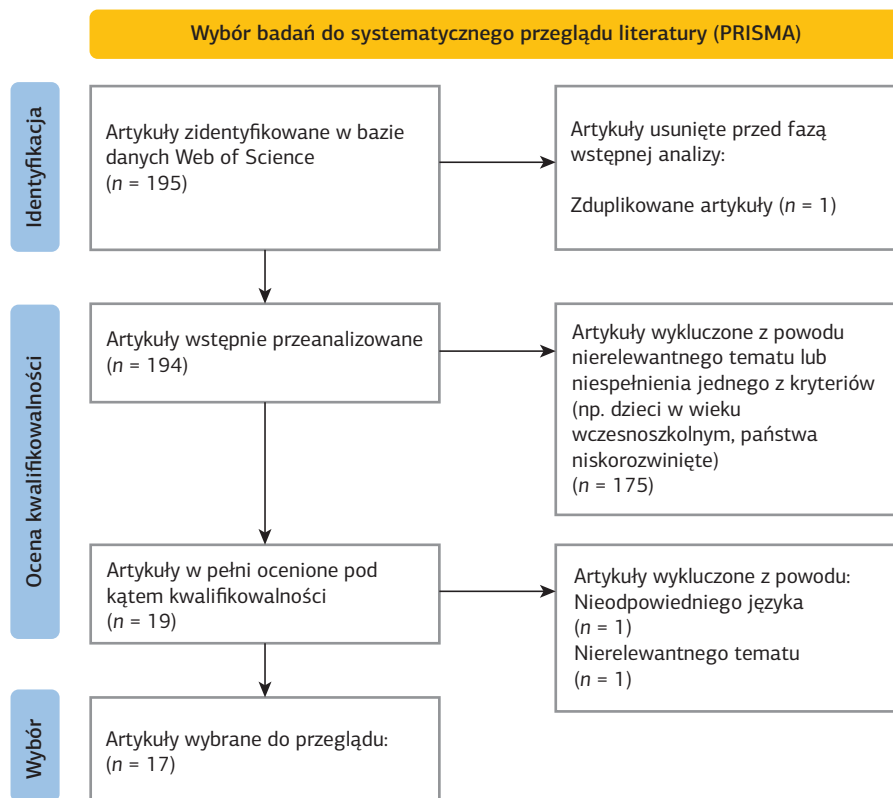 Wybór badań do systematycznego przeglądu literatury (PRISMA)
Identyfikacja
Artykuły zidentyfikowane w bazie
danych Web of Science
(n = 195)
Artykuły usunięte przed fazą
wstępnej analizy:
Zduplikowane artykuły (n = 1)
Ocena kwalifikowalności
Artykuły wstępnie przeanalizowane
(n = 194)
Artykuły wykluczone z powodu
nierelewantnego tematu lub
niespełnienia jednego z kryteriów
(np. dzieci w wieku
wczesnoszkolnym, państwa
niskorozwinięte)
(n = 175)
Artykuły w pełni ocenione pod
kątem kwalifikowalności
(n = 19)
Artykuły wykluczone z powodu:
Nieodpowiedniego języka
(n = 1)
Nierelewantnego tematu
(n = 1)
Wybór
Artykuły wybrane do przeglądu:
(n = 17)